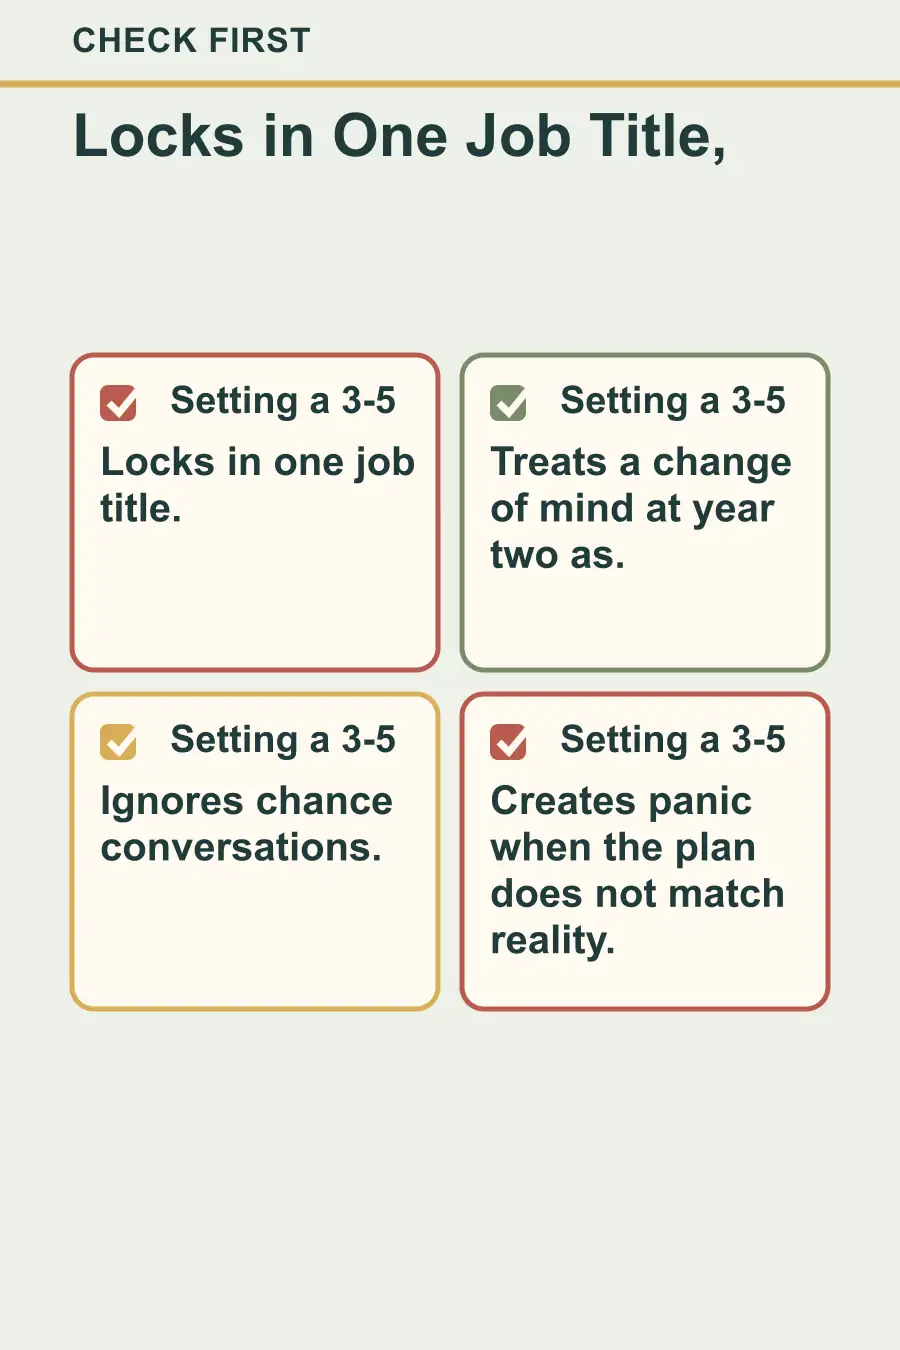 CHECK FIRST
Locks in One Job Title,
Setting a 3-5
Locks in one job
title.
Setting a 3-5
Treats a change
of mind at year
two as.
Setting a 3-5
Ignores chance
conversations.
Setting a 3-5
Creates panic
when the plan
does not match
reality.